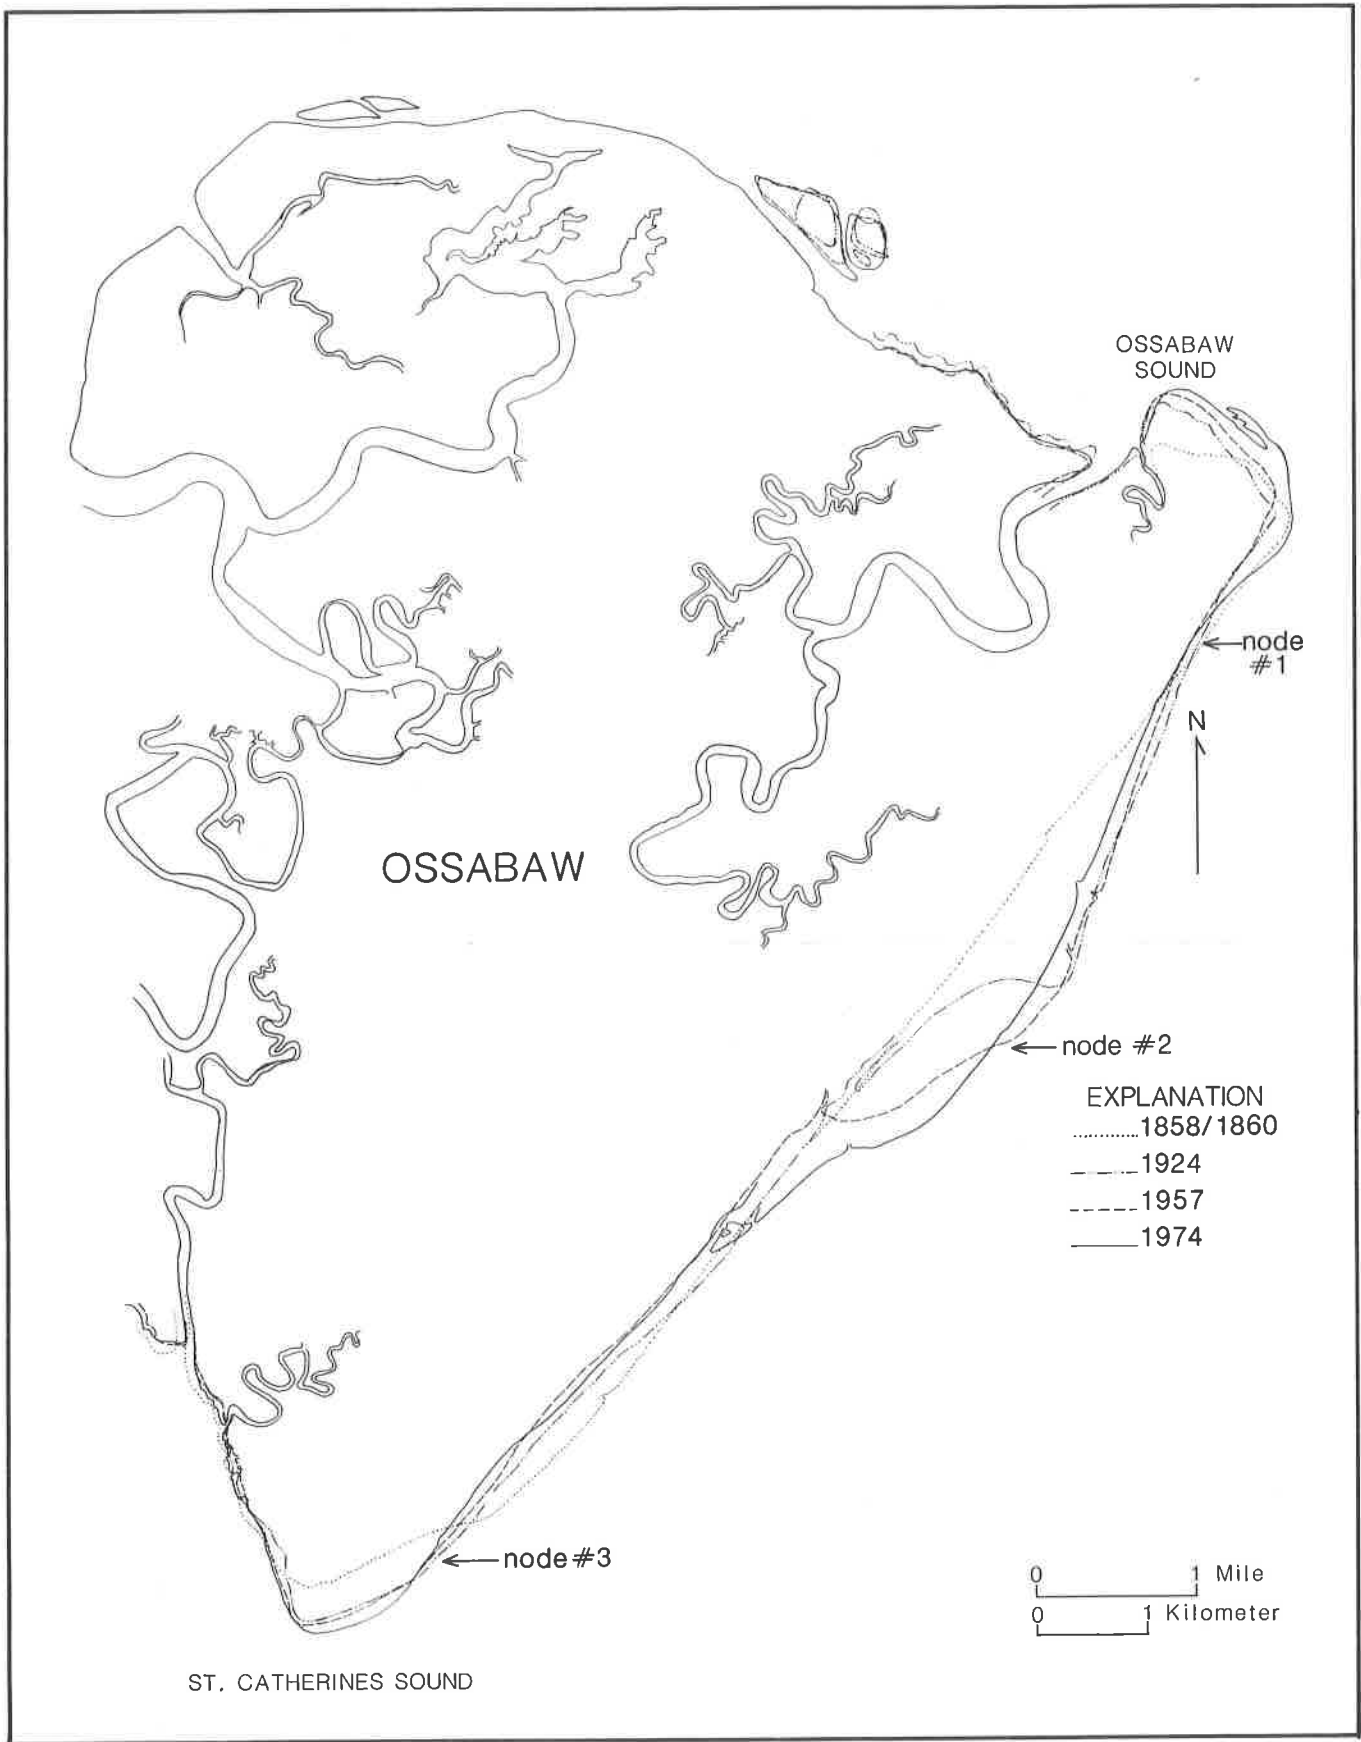 OSSABAW
SOUND
node
#1
N
OSSABAW
node #2
EXPLANATION
1858/1860
1924
1957
1974
node #3
0 1 Mile
0 1 Kilometer
ST. CATHERINES SOUND